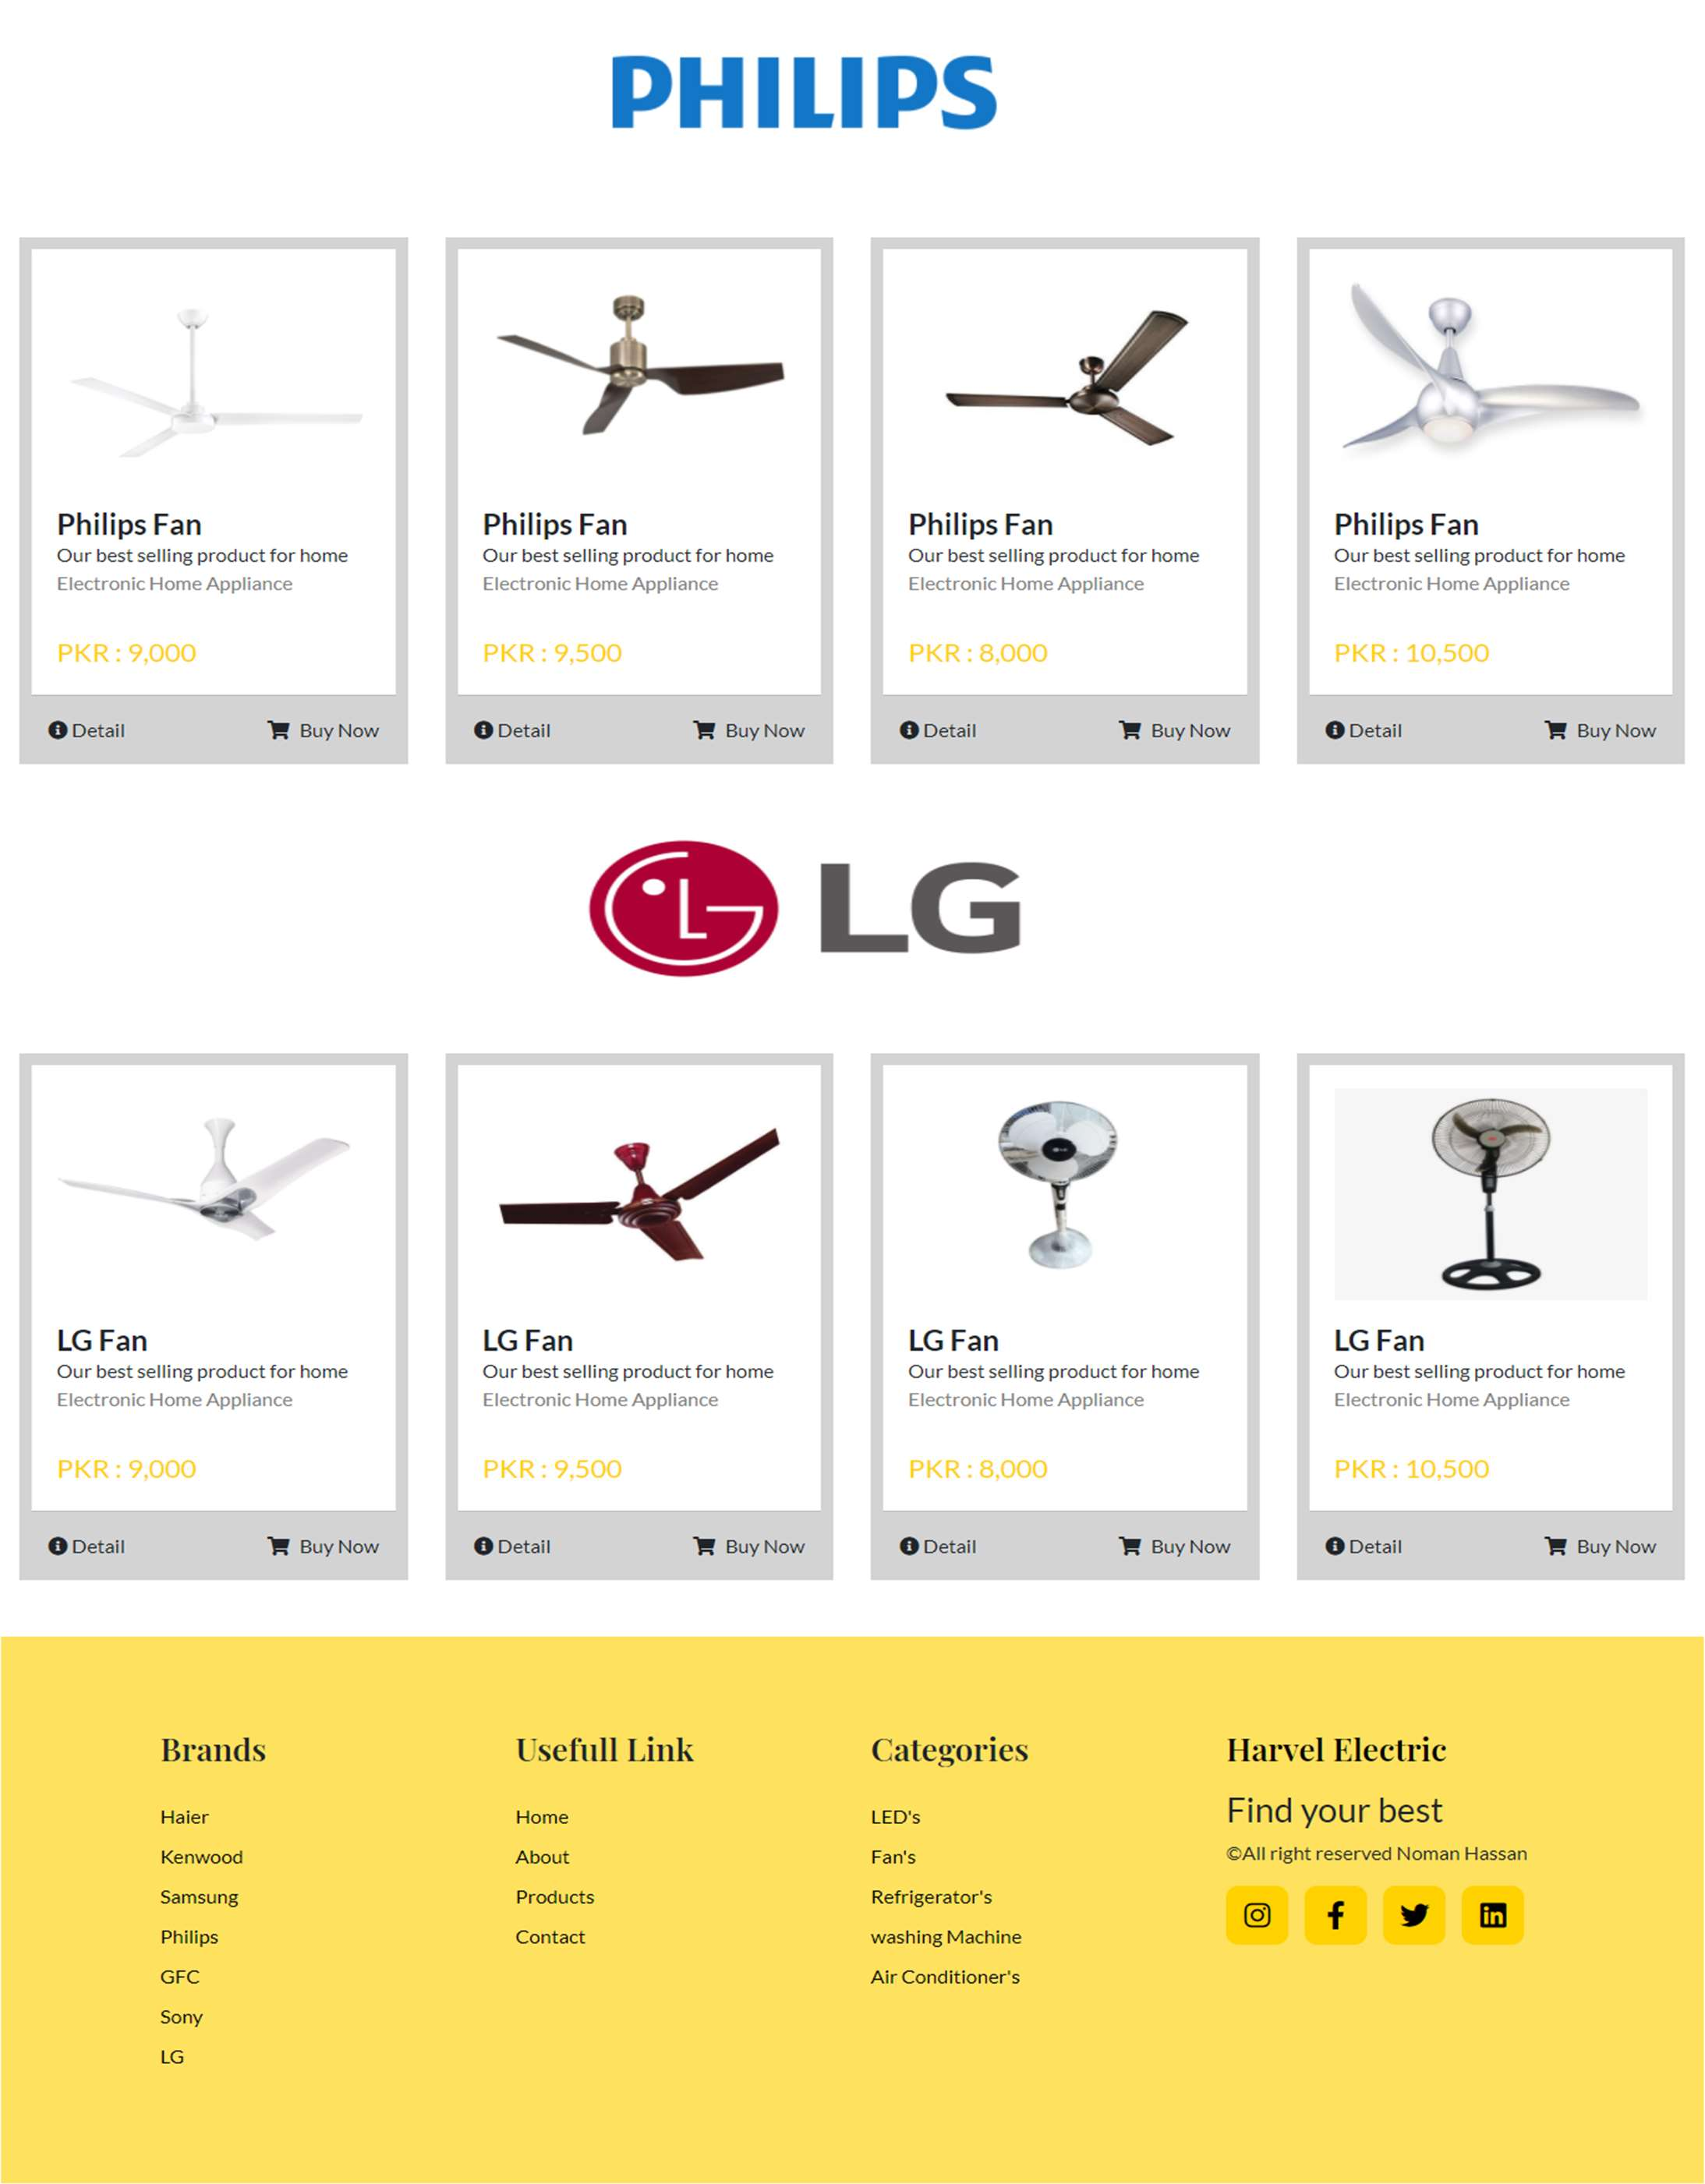 PHILIPS
Philips Fan
Our best selling product for home
Electronic Home Appliance
PKR : 9,000
Detail Buy Now
Philips Fan
Our best selling product for home
Electronic Home Appliance
PKR : 9,500
Detail Buy Now
Philips Fan
Our best selling product for home
Electronic Home Appliance
PKR : 8,000
Detail Buy Now
Philips Fan
Our best selling product for home
Electronic Home Appliance
PKR : 10,500
Detail Buy Now
LG LG
LG Fan
Our best selling product for home
Electronic Home Appliance
PKR : 9,000
Detail Buy Now
LG Fan
Our best selling product for home
Electronic Home Appliance
PKR : 9,500
Detail Buy Now
LG Fan
Our best selling product for home
Electronic Home Appliance
PKR : 8,000
Detail Buy Now
LG Fan
Our best selling product for home
Electronic Home Appliance
PKR : 10,500
Detail Buy Now
Brands
Haier
Kenwood
Samsung
Philips
GFC
Sony
LG
Usefull Link
Home
About
Products
Contact
Categories
LED's
Fan's
Refrigerator's
washing Machine
Air Conditioner's
Harvel Electric
Find your best
©All right reserved Noman Hassan